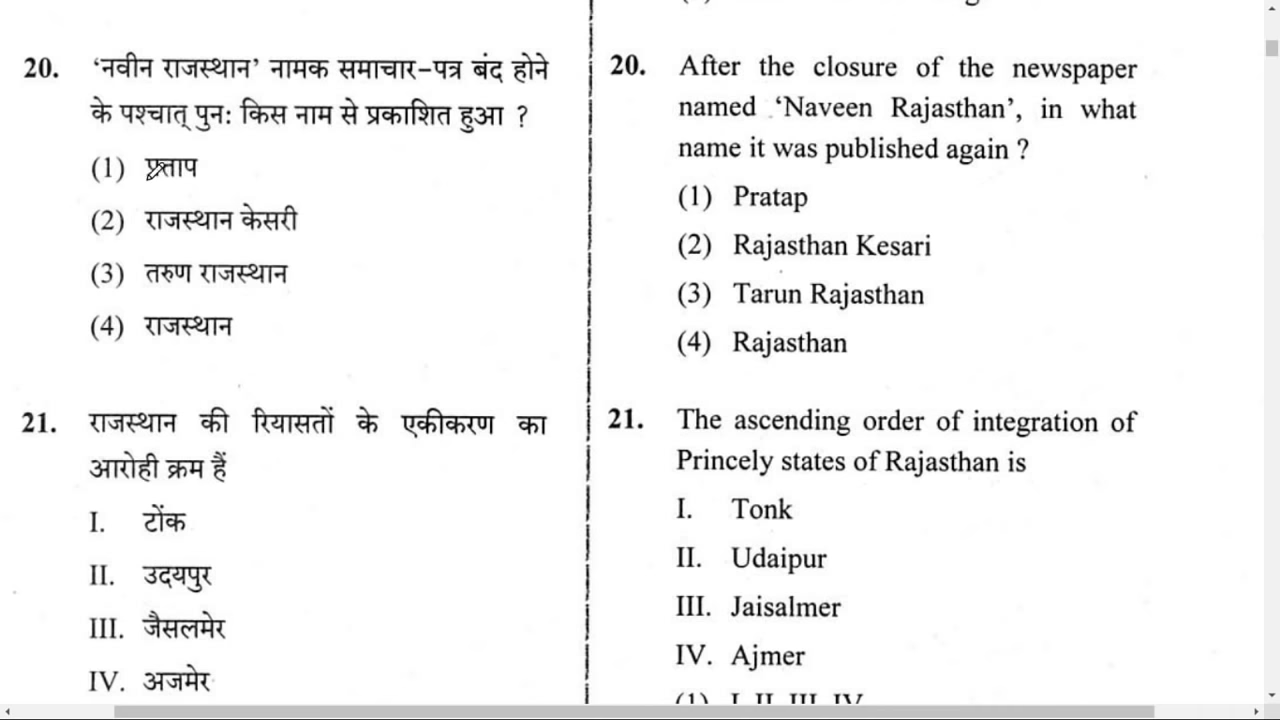 20. ‘नवीन राजस्थान’ नामक समाचार-पत्र बंद होने
के पश्चात् पुन: किस नाम से प्रकाशित हुआ ?
(1) प्रताप
(2) राजस्थान केसरी
(3) तरुण राजस्थान
(4) राजस्थान
21. राजस्थान की रियासतों के एकीकरण का
आरोही क्रम हैं
I. टोंक
II. उदयपुर
III. जैसलमेर
IV. अजमेर
20. After the closure of the newspaper
named ‘Naveen Rajasthan’, in what
name it was published again ?
(1) Pratap
(2) Rajasthan Kesari
(3) Tarun Rajasthan
(4) Rajasthan
21. The ascending order of integration of
Princely states of Rajasthan is
I. Tonk
II. Udaipur
III. Jaisalmer
IV. Ajmer
(1) I, II, III, IV